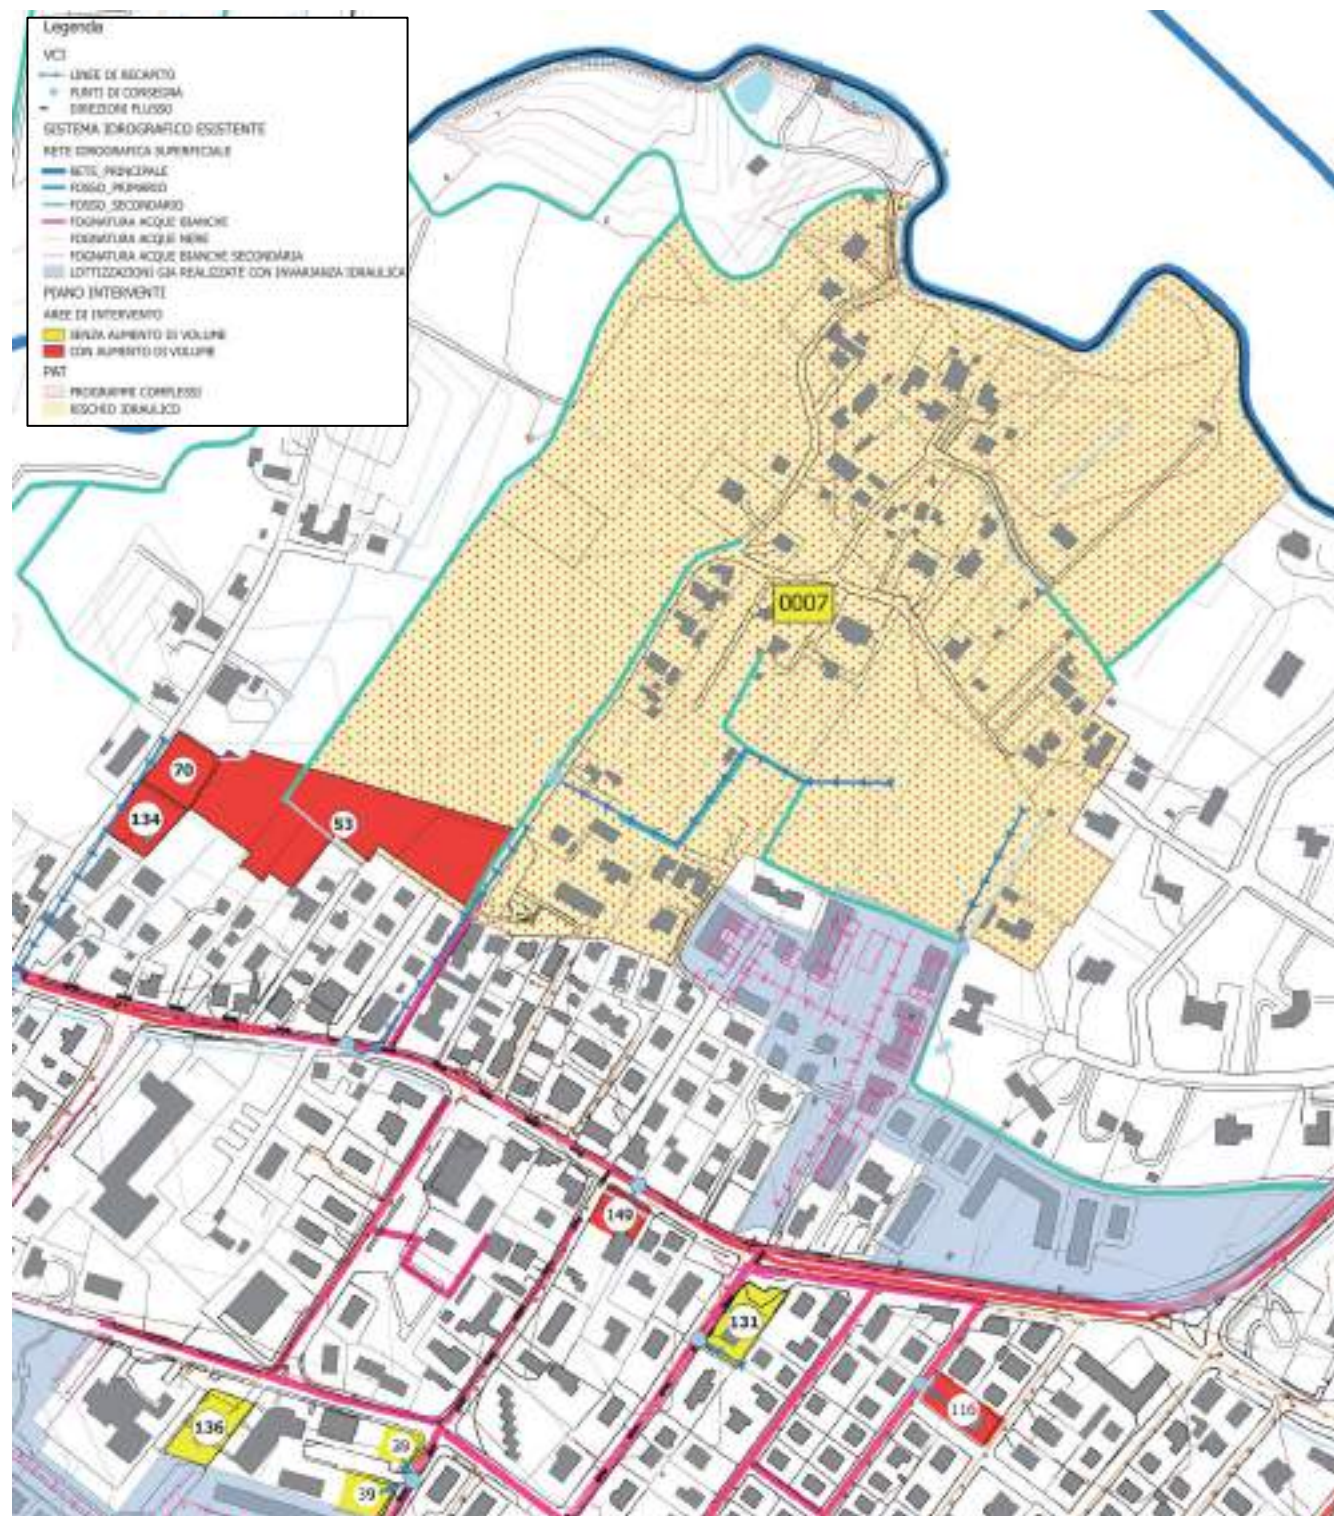 Legenda
VCI
LINEE DI RECAPITO
PUNTI DI CONSEGNA
DIREZIONI FLUSSO
SISTEMA IDROGRAFICO ESISTENTE
RETE IDROGRAFICA SUPERFICIALE
RETE_PRINCIPALE
FOSSO_PRIMARIO
FOSSO_SECONDARIO
FOGNATURA ACQUE BIANCHE
FOGNATURA ACQUE NERE
FOGNATURA ACQUE BIANCHE SECONDARIA
LOTTIZZAZIONI GIA REALIZZATE CON INVARIANZA IDRAULICA
PIANO INTERVENTI
AREE DI INTERVENTO
SENZA AUMENTO DI VOLUME
CON AUMENTO DI VOLUME
PAT
PROGRAMMI COMPLESSI
RISCHIO IDRAULICO
0007
70
134
53
149
131
116
136
39
39